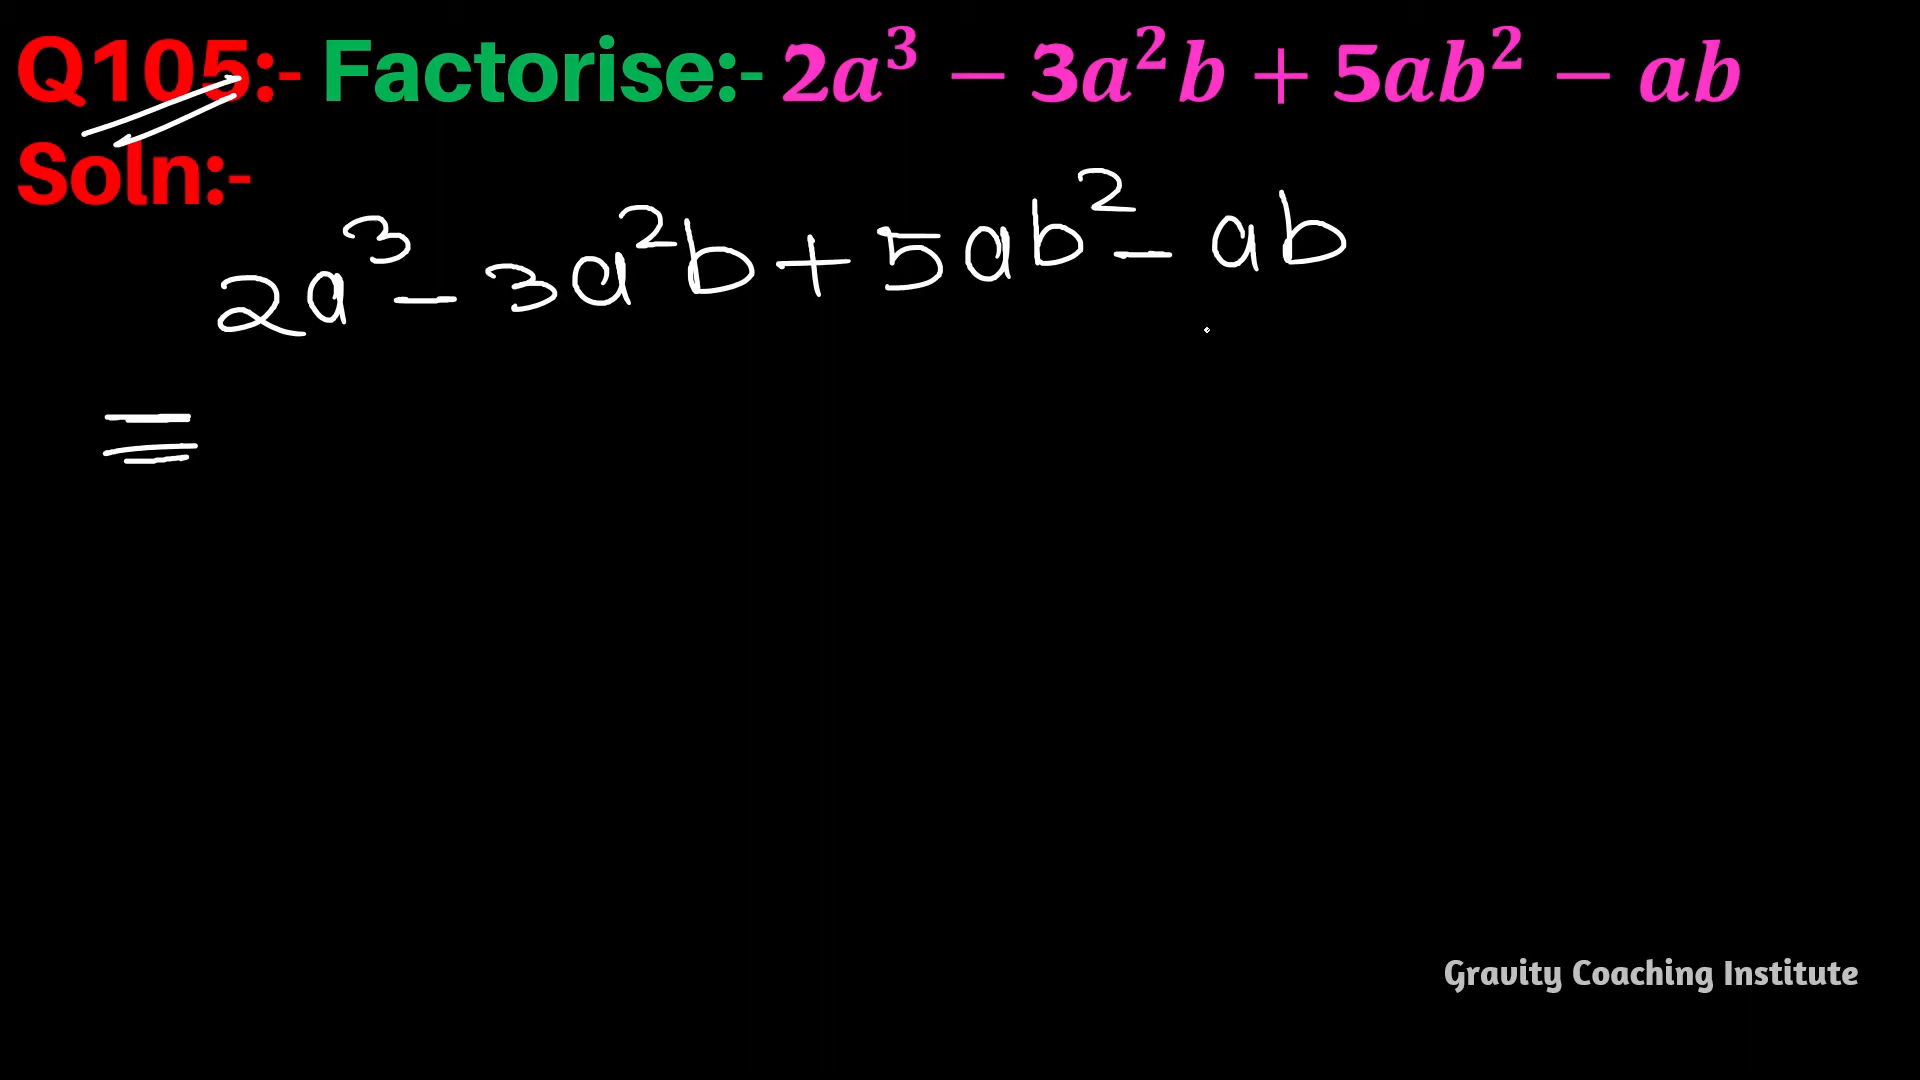 Q105:- Factorise:- 2a³ − 3a²b + 5ab² − ab
Soln:-
2a³ − 3a²b + 5ab² − ab
=
Gravity Coaching Institute